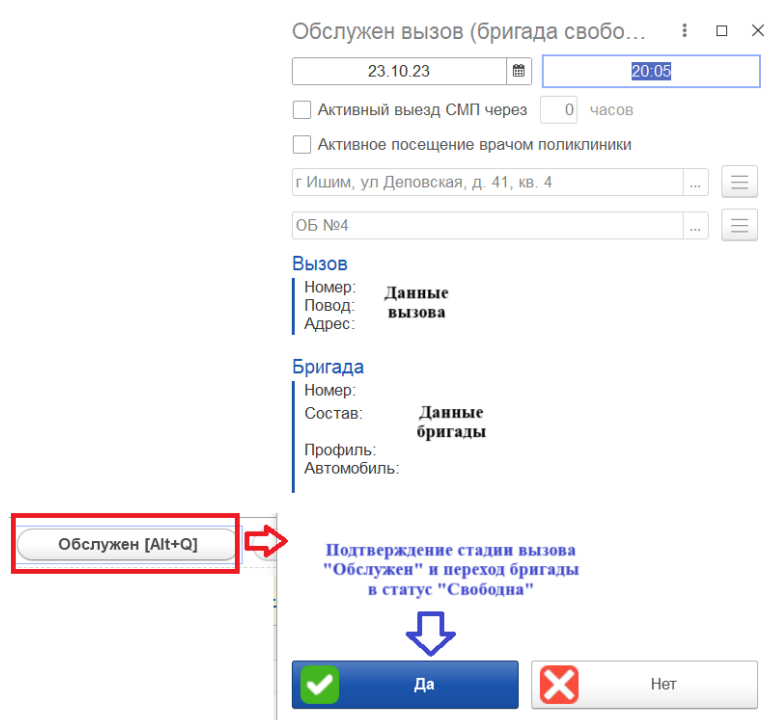 Обслужен вызов (бригада свобо...
23.10.23 20:05
Активный выезд СМП через 0 часов
Активное посещение врачом поликлиники
г Ишим, ул Деповская, д. 41, кв. 4 ...
ОБ №4 ...
Вызов
Номер:
Повод:
Адрес:
Данные
вызова
Бригада
Номер:
Состав:
Профиль:
Автомобиль:
Данные
бригады
Обслужен [Alt+Q]
Подтверждение стадии вызова
"Обслужен" и переход бригады
в статус "Свободна"
Да
Нет